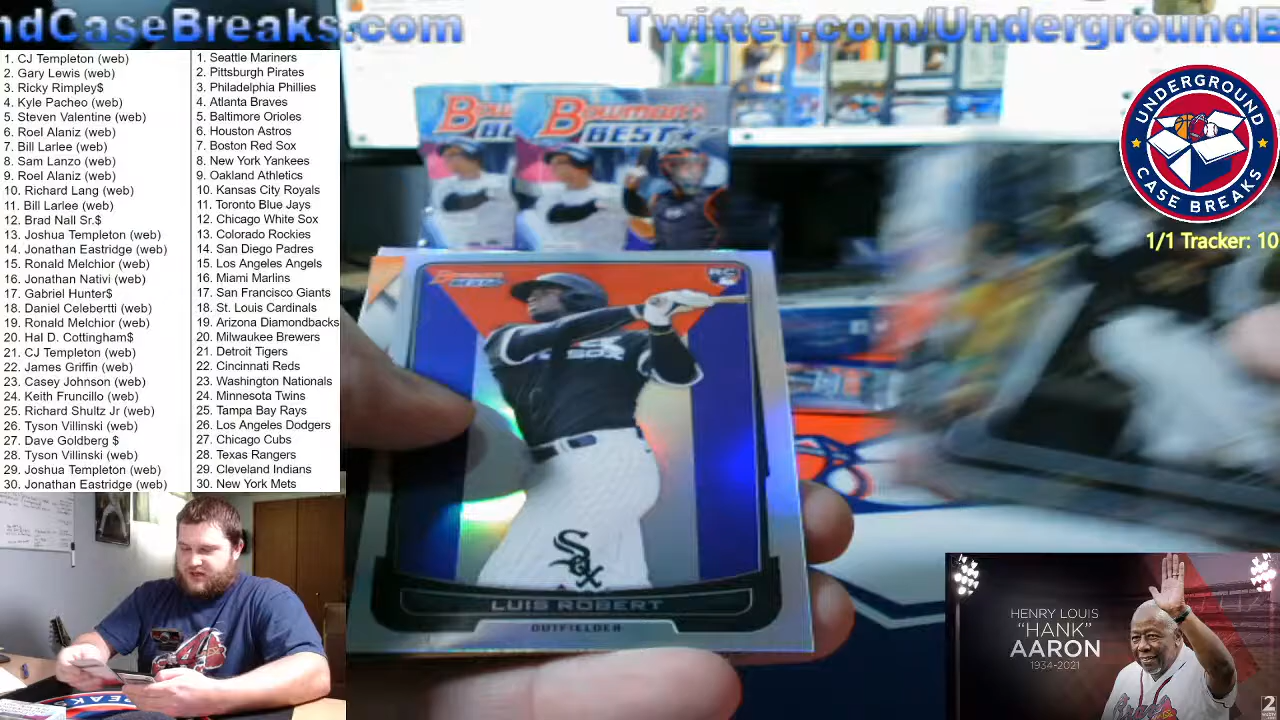 ndCaseBreaks.com
Twitter.com/UndergroundB
1. CJ Templeton (web)
2. Gary Lewis (web)
3. Ricky Rimpley$
4. Kyle Pacheo (web)
5. Steven Valentine (web)
6. Roel Alaniz (web)
7. Bill Larlee (web)
8. Sam Lanzo (web)
9. Roel Alaniz (web)
10. Richard Lang (web)
11. Bill Larlee (web)
12. Brad Nall Sr.$
13. Joshua Templeton (web)
14. Jonathan Eastridge (web)
15. Ronald Melchior (web)
16. Jonathan Nativi (web)
17. Gabriel Hunter$
18. Daniel Celebertti (web)
19. Ronald Melchior (web)
20. Hal D. Cottingham$
21. CJ Templeton (web)
22. James Griffin (web)
23. Casey Johnson (web)
24. Keith Fruncillo (web)
25. Richard Shultz Jr (web)
26. Tyson Villinski (web)
27. Dave Goldberg $
28. Tyson Villinski (web)
29. Joshua Templeton (web)
30. Jonathan Eastridge (web)
1. Seattle Mariners
2. Pittsburgh Pirates
3. Philadelphia Phillies
4. Atlanta Braves
5. Baltimore Orioles
6. Houston Astros
7. Boston Red Sox
8. New York Yankees
9. Oakland Athletics
10. Kansas City Royals
11. Toronto Blue Jays
12. Chicago White Sox
13. Colorado Rockies
14. San Diego Padres
15. Los Angeles Angels
16. Miami Marlins
17. San Francisco Giants
18. St. Louis Cardinals
19. Arizona Diamondbacks
20. Milwaukee Brewers
21. Detroit Tigers
22. Cincinnati Reds
23. Washington Nationals
24. Minnesota Twins
25. Tampa Bay Rays
26. Los Angeles Dodgers
27. Chicago Cubs
28. Texas Rangers
29. Cleveland Indians
30. New York Mets
BOWMAN'S
BEST
UNDERGROUND
CASE BREAKS
1/1 Tracker: 10
RC
SOX
Sox
LUIS ROBERT
OUTFIELDER
HENRY LOUIS
"HANK"
AARON
1934-2021
2